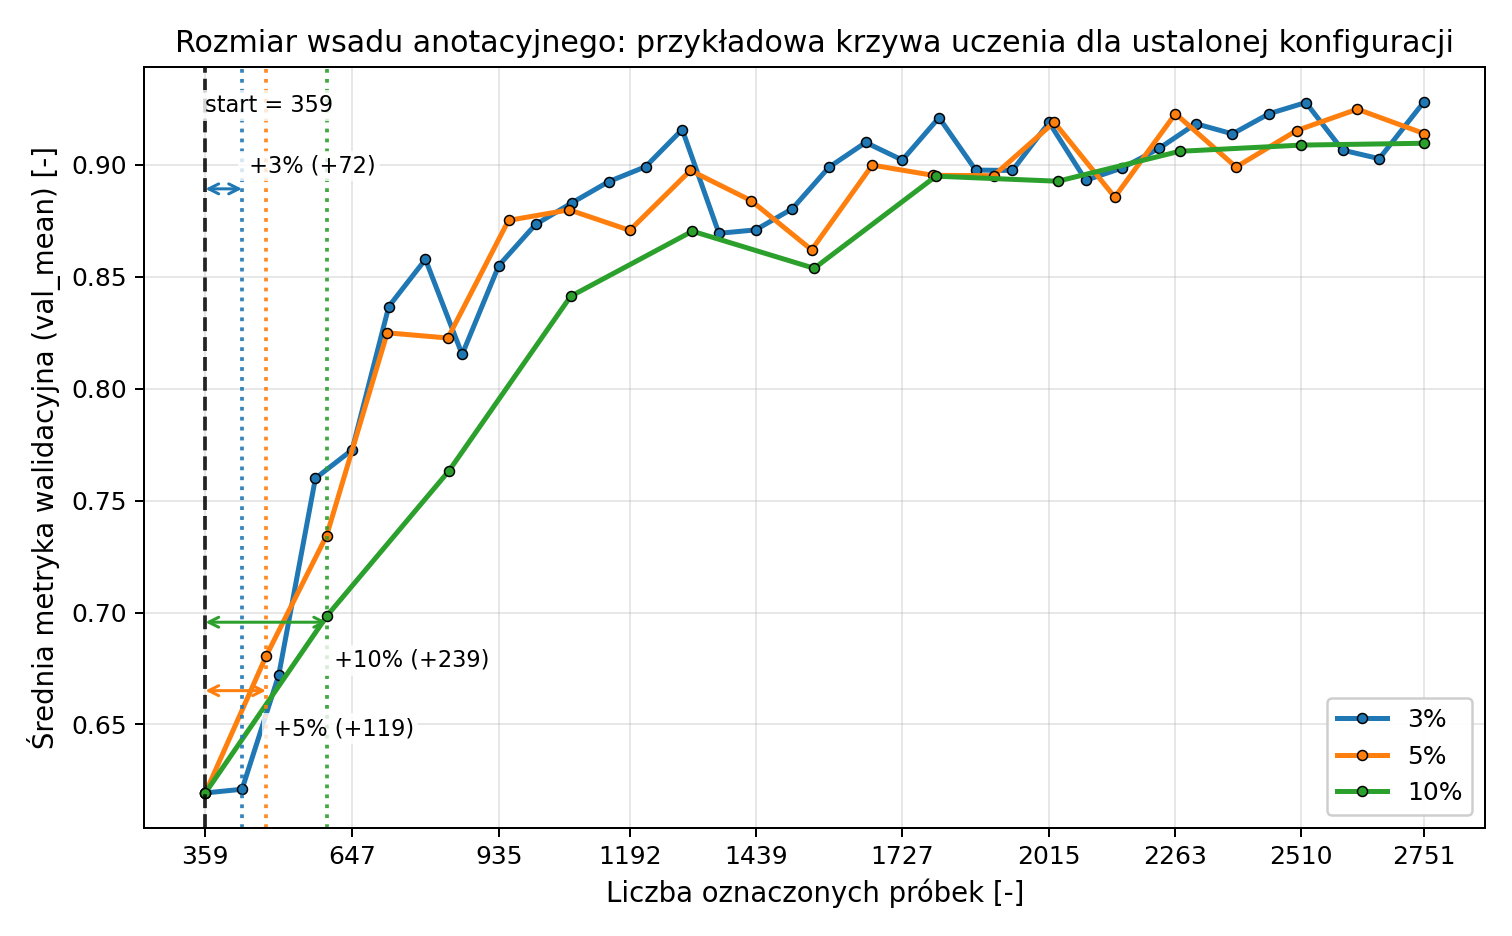 Rozmiar wsadu anotacyjnego: przykładowa krzywa uczenia dla ustalonej konfiguracji
start = 359
+3% (+72)
+10% (+239)
+5% (+119)
Średnia metryka walidacyjna (val_mean) [-]
0.90
0.85
0.80
0.75
0.70
0.65
3%
5%
10%
359 647 935 1192 1439 1727 2015 2263 2510 2751
Liczba oznaczonych próbek [-]